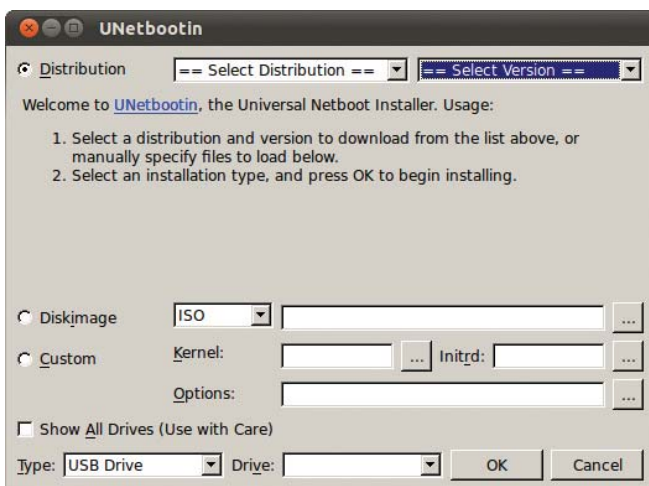 UNetbootin
Distribution == Select Distribution == == Select Version ==
Welcome to UNetbootin, the Universal Netboot Installer. Usage:
1. Select a distribution and version to download from the list above, or
manually specify files to load below.
2. Select an installation type, and press OK to begin installing.
Diskimage ISO ...
Custom Kernel: ... Initrd: ...
Options: ...
Show All Drives (Use with Care)
Type: USB Drive Drive: OK Cancel